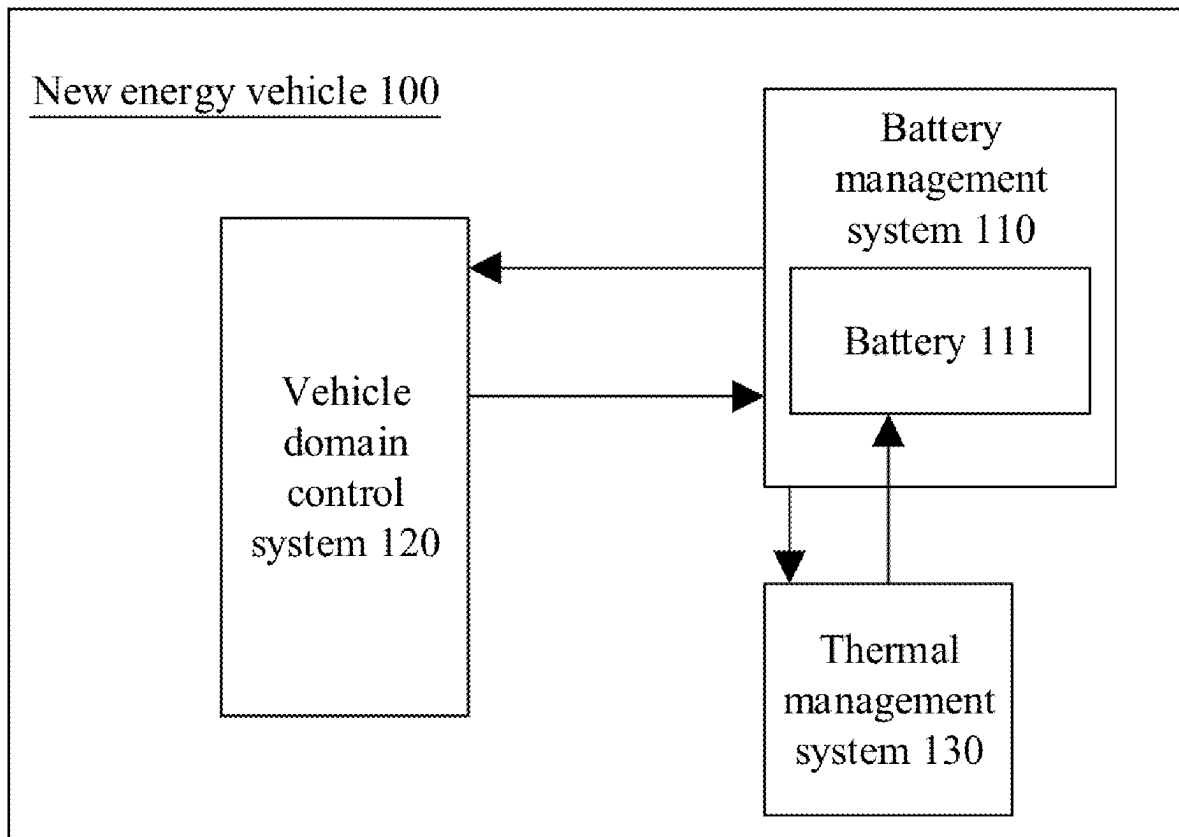 New energy vehicle 100
Battery
management
system 110
Battery 111
Vehicle
domain
control
system 120
Thermal
management
system 130